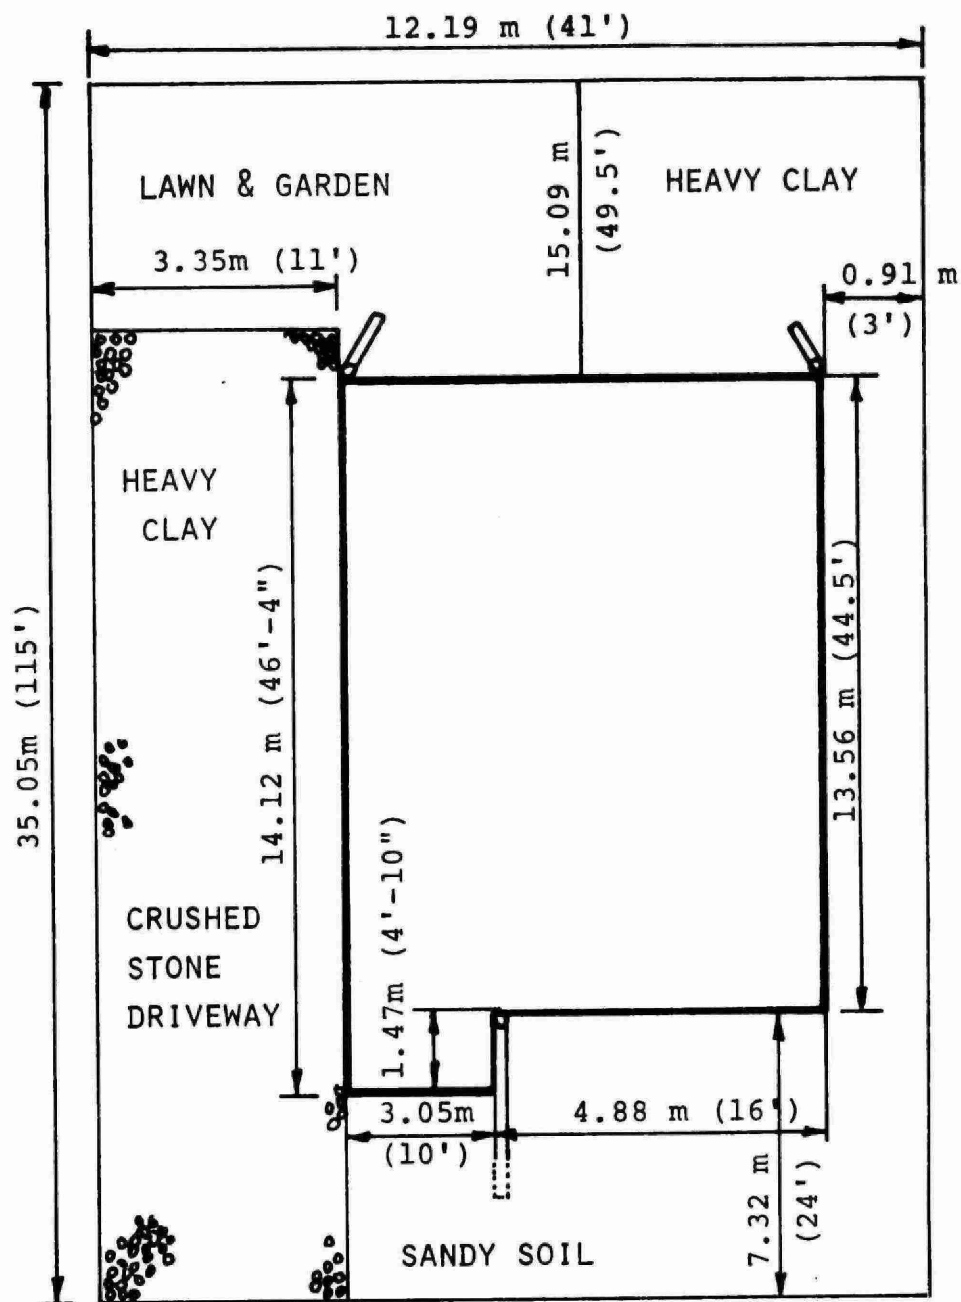 12.19 m (41')
LAWN & GARDEN
15.09 m
(49.5')
HEAVY CLAY
3.35m (11')
0.91 m
(3')
HEAVY
CLAY
35.05m (115')
14.12 m (46'-4")
13.56 m (44.5')
1.47m (4'-10")
CRUSHED
STONE
DRIVEWAY
3.05m
(10')
4.88 m (16')
7.32 m
(24')
SANDY SOIL